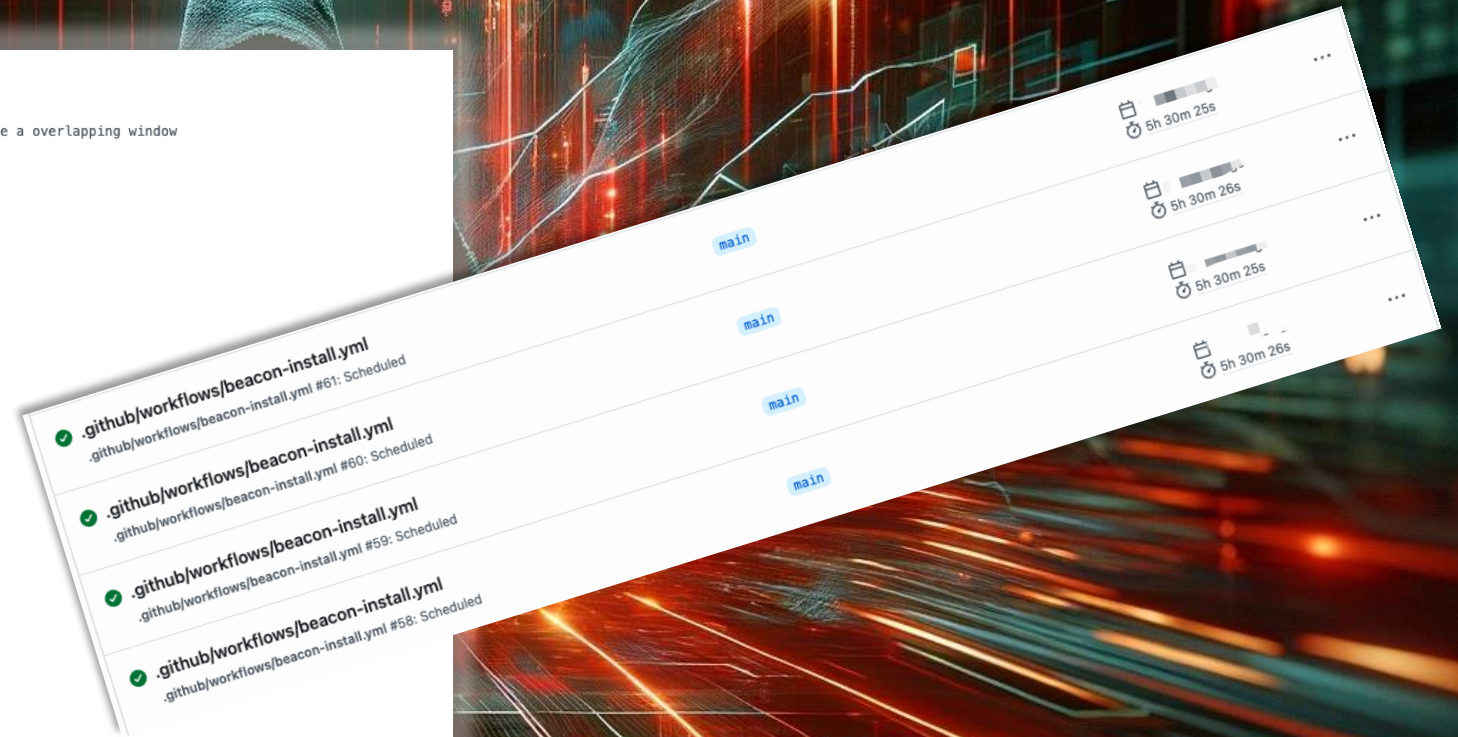 e a overlapping window
.github/workflows/beacon-install.yml
.github/workflows/beacon-install.yml #61: Scheduled
main
5h 30m 25s
.github/workflows/beacon-install.yml
.github/workflows/beacon-install.yml #60: Scheduled
main
5h 30m 26s
.github/workflows/beacon-install.yml
.github/workflows/beacon-install.yml #59: Scheduled
main
5h 30m 25s
.github/workflows/beacon-install.yml
.github/workflows/beacon-install.yml #58: Scheduled
main
5h 30m 26s